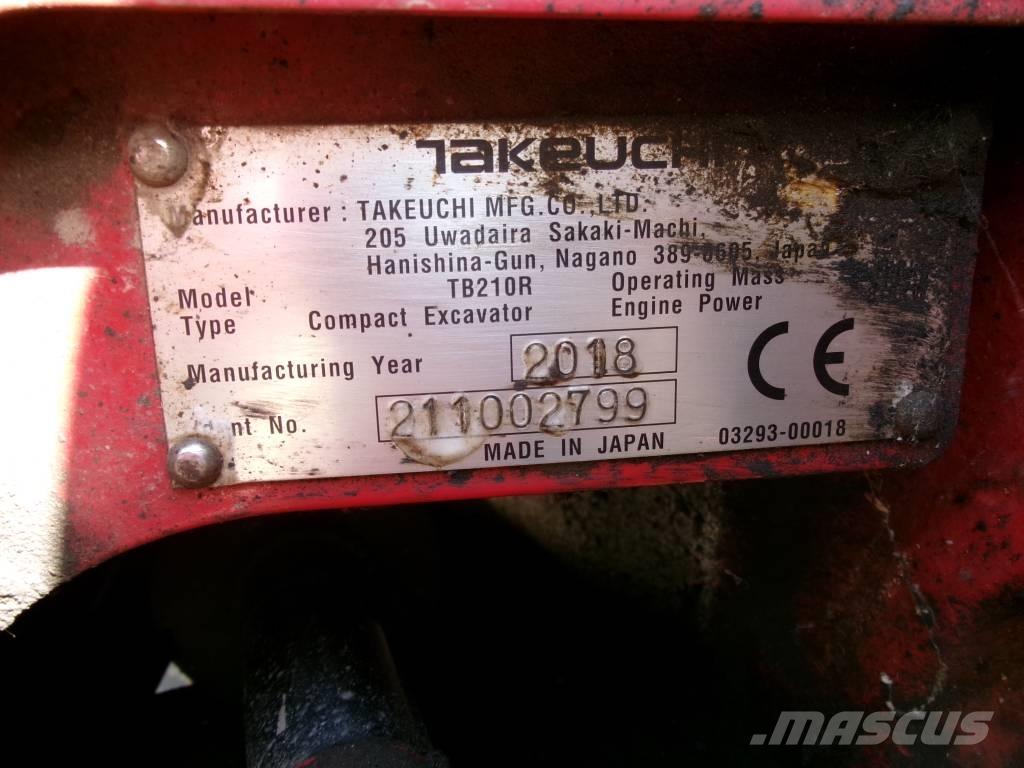 TAKEUCHI
Manufacturer : TAKEUCHI MFG.CO.,LTD.
205 Uwadaira Sakaki-Machi,
Hanishina-Gun, Nagano 389-0605, Japan
Model TB210R Operating Mass
Type Compact Excavator Engine Power
Manufacturing Year 2018
Ident No. 211002799
CE
MADE IN JAPAN 03293-00018
.MASCUS